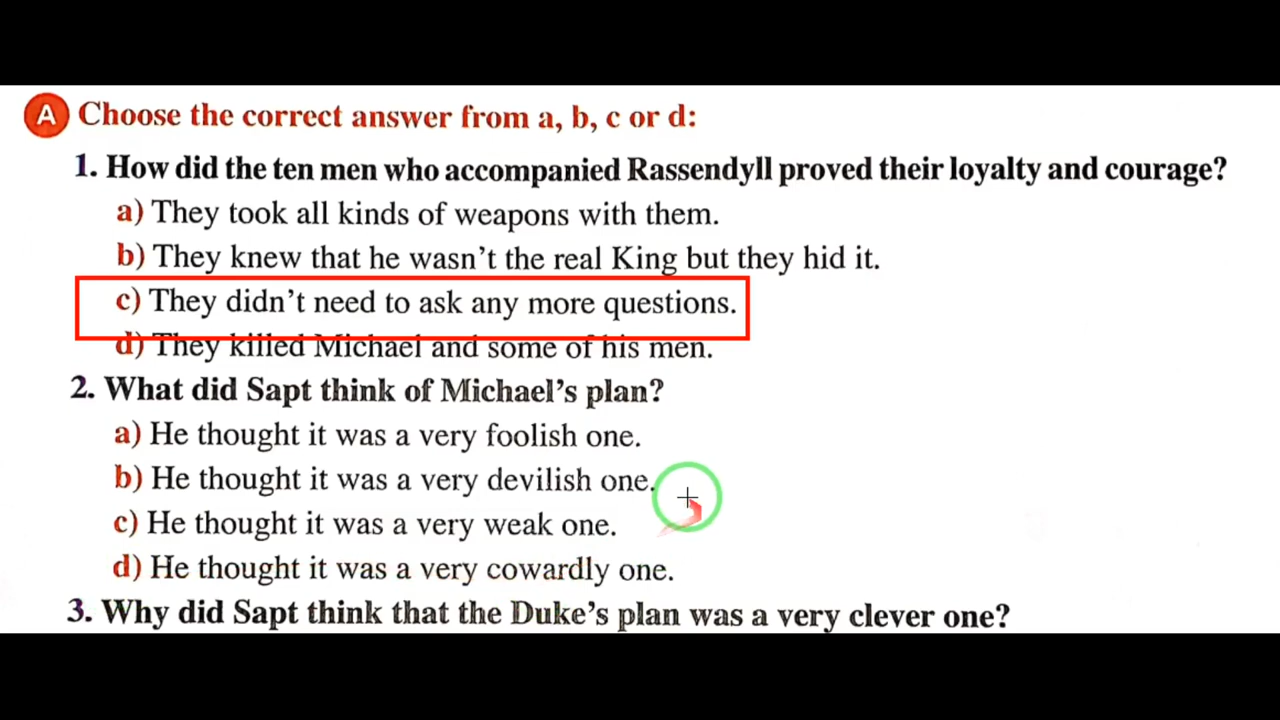 A Choose the correct answer from a, b, c or d:
1. How did the ten men who accompanied Rassendyll proved their loyalty and courage?
a) They took all kinds of weapons with them.
b) They knew that he wasn't the real King but they hid it.
c) They didn't need to ask any more questions.
d) They killed Michael and some of his men.
2. What did Sapt think of Michael's plan?
a) He thought it was a very foolish one.
b) He thought it was a very devilish one.
c) He thought it was a very weak one.
d) He thought it was a very cowardly one.
3. Why did Sapt think that the Duke's plan was a very clever one?